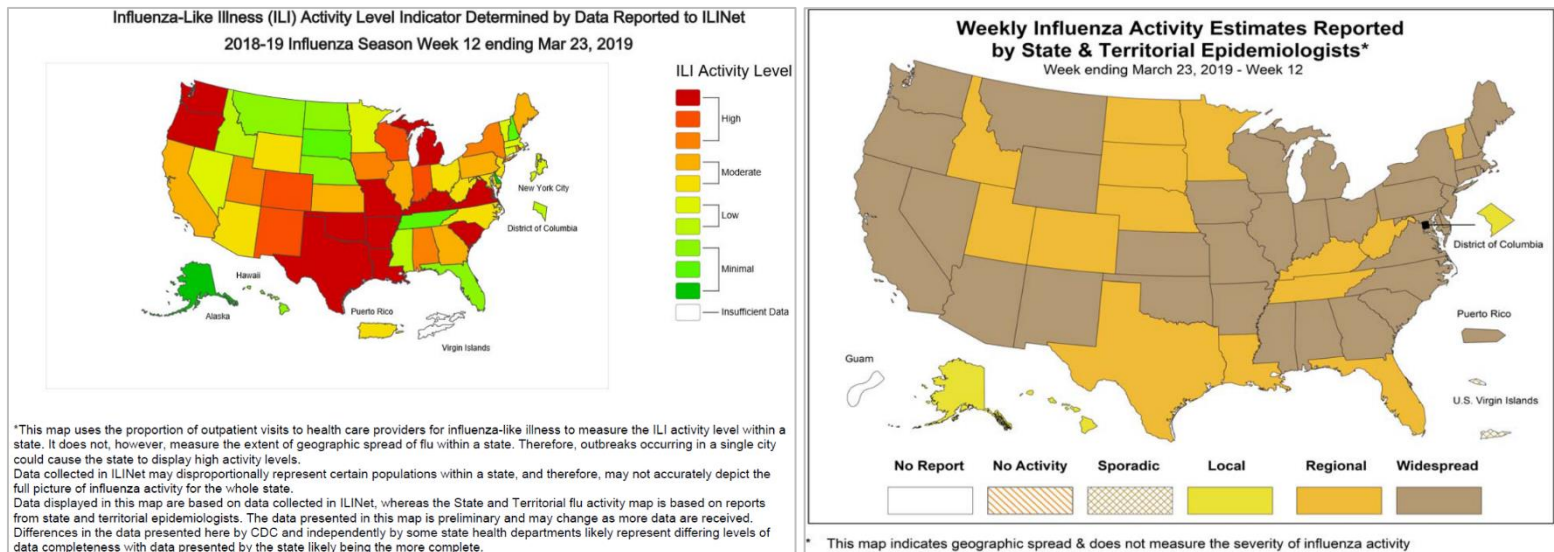 Influenza-Like Illness (ILI) Activity Level Indicator Determined by Data Reported to ILINet
2018-19 Influenza Season Week 12 ending Mar 23, 2019
ILI Activity Level
High
Moderate
Low
Minimal
Insufficient Data
New York City
District of Columbia
Hawaii
Alaska
Puerto Rico
Virgin Islands
*This map uses the proportion of outpatient visits to health care providers for influenza-like illness to measure the ILI activity level within a
state. It does not, however, measure the extent of geographic spread of flu within a state. Therefore, outbreaks occurring in a single city
could cause the state to display high activity levels.
Data collected in ILINet may disproportionally represent certain populations within a state, and therefore, may not accurately depict the
full picture of influenza activity for the whole state.
Data displayed in this map are based on data collected in ILINet, whereas the State and Territorial flu activity map is based on reports
from state and territorial epidemiologists. The data presented in this map is preliminary and may change as more data are received.
Differences in the data presented here by CDC and independently by some state health departments likely represent differing levels of
data completeness with data presented by the state likely being the more complete.
Weekly Influenza Activity Estimates Reported
by State & Territorial Epidemiologists*
Week ending March 23, 2019 - Week 12
District of Columbia
Puerto Rico
Guam
U.S. Virgin Islands
No Report No Activity Sporadic Local Regional Widespread
* This map indicates geographic spread & does not measure the severity of influenza activity